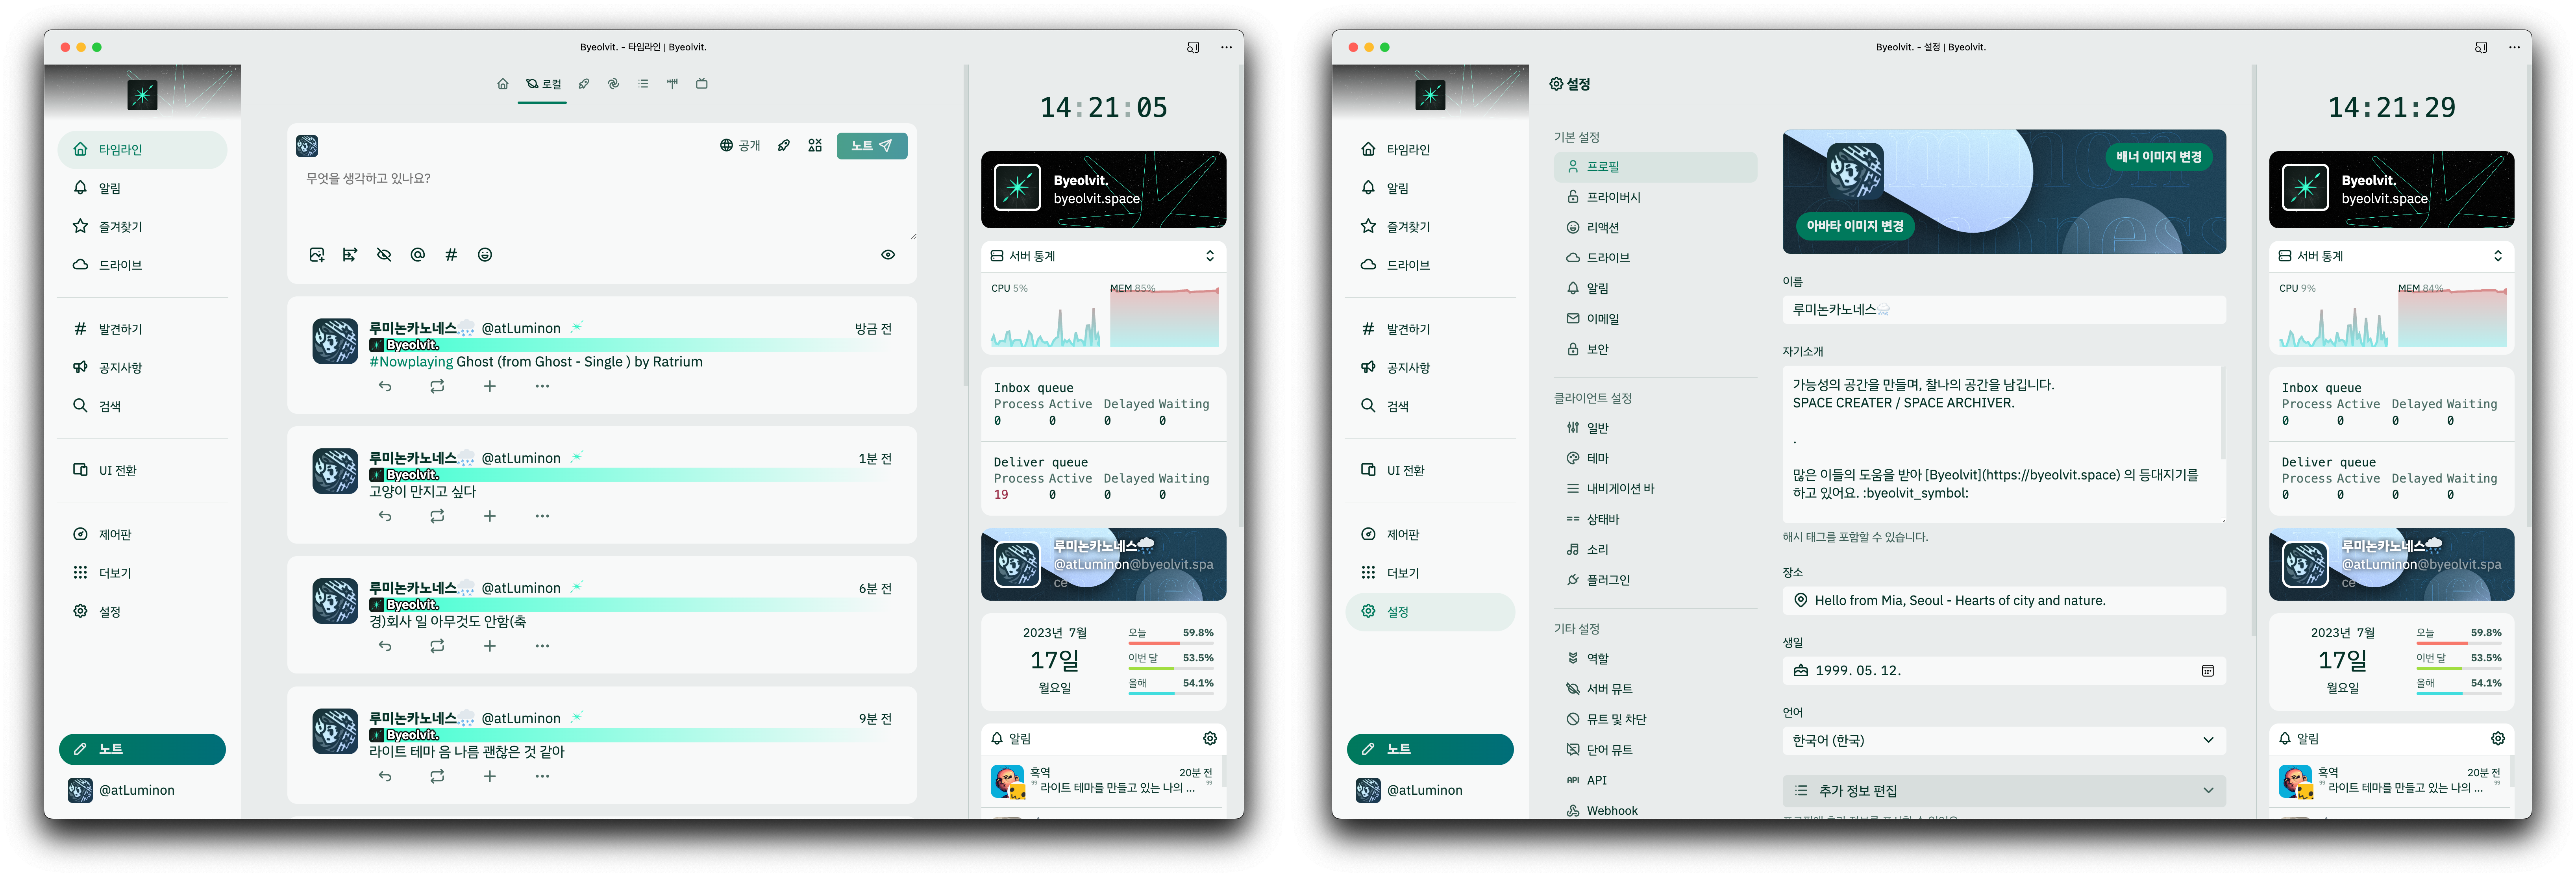 Byeolvit. - 타임라인 | Byeolvit.
타임라인
알림
즐겨찾기
드라이브
발견하기
공지사항
검색
UI 전환
제어판
더보기
설정
노트
@atLuminon
로컬
공개
노트
무엇을 생각하고 있나요?
루미논카노네스 @atLuminon 방금 전
Byeolvit.
#Nowplaying Ghost (from Ghost - Single ) by Ratrium
루미논카노네스 @atLuminon 1분 전
Byeolvit.
고양이 만지고 싶다
루미논카노네스 @atLuminon 6분 전
Byeolvit.
경)회사 일 아무것도 안함(축
루미논카노네스 @atLuminon 9분 전
Byeolvit.
라이트 테마 음 나름 괜찮은 것 같아
14:21:05
Byeolvit.
byeolvit.space
서버 통계
CPU 5% MEM 85%
Inbox queue
Process Active Delayed Waiting
0 0 0 0
Deliver queue
Process Active Delayed Waiting
19 0 0 0
루미논카노네스
@atLuminon@byeolvit.spa
ce
2023년 7월
17일
월요일
오늘 59.8%
이번 달 53.5%
올해 54.1%
알림
흑역 20분 전
라이트 테마를 만들고 있는 나의 ...
Byeolvit. - 설정 | Byeolvit.
타임라인
알림
즐겨찾기
드라이브
발견하기
공지사항
검색
UI 전환
제어판
더보기
설정
노트
@atLuminon
설정
기본 설정
프로필
프라이버시
리액션
드라이브
알림
이메일
보안
클라이언트 설정
일반
테마
내비게이션 바
상태바
소리
플러그인
기타 설정
역할
서버 뮤트
뮤트 및 차단
단어 뮤트
API API
Webhook
배너 이미지 변경
아바타 이미지 변경
이름
루미논카노네스
자기소개
가능성의 공간을 만들며, 찰나의 공간을 남깁니다.
SPACE CREATER / SPACE ARCHIVER.
.
많은 이들의 도움을 받아 [Byeolvit](https://byeolvit.space) 의 등대지기를
하고 있어요. :byeolvit_symbol:
해시 태그를 포함할 수 있습니다.
장소
Hello from Mia, Seoul - Hearts of city and nature.
생일
1999. 05. 12.
언어
한국어 (한국)
추가 정보 편집
14:21:29
Byeolvit.
byeolvit.space
서버 통계
CPU 9% MEM 84%
Inbox queue
Process Active Delayed Waiting
0 0 0 0
Deliver queue
Process Active Delayed Waiting
0 0 0 0
루미논카노네스
@atLuminon@byeolvit.spa
ce
2023년 7월
17일
월요일
오늘 59.8%
이번 달 53.5%
올해 54.1%
알림
흑역 20분 전
라이트 테마를 만들고 있는 나의 ...